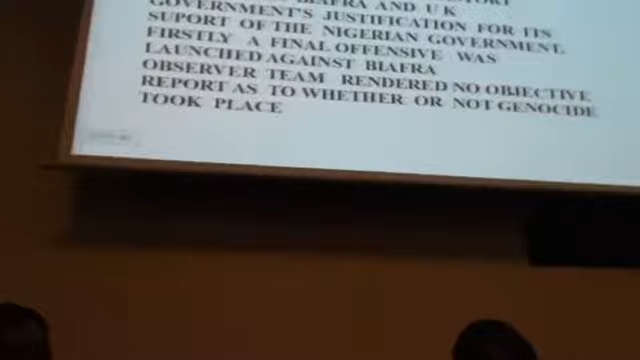 BIAFRA AND U K
GOVERNMENT'S JUSTIFICATION FOR ITS
SUPORT OF THE NIGERIAN GOVERNMENT
FIRSTLY A FINAL OFFENSIVE WAS
LAUNCHED AGAINST BIAFRA
OBSERVER TEAM RENDERED NO OBJECTIVE
REPORT AS TO WHETHER OR NOT GENOCIDE
TOOK PLACE